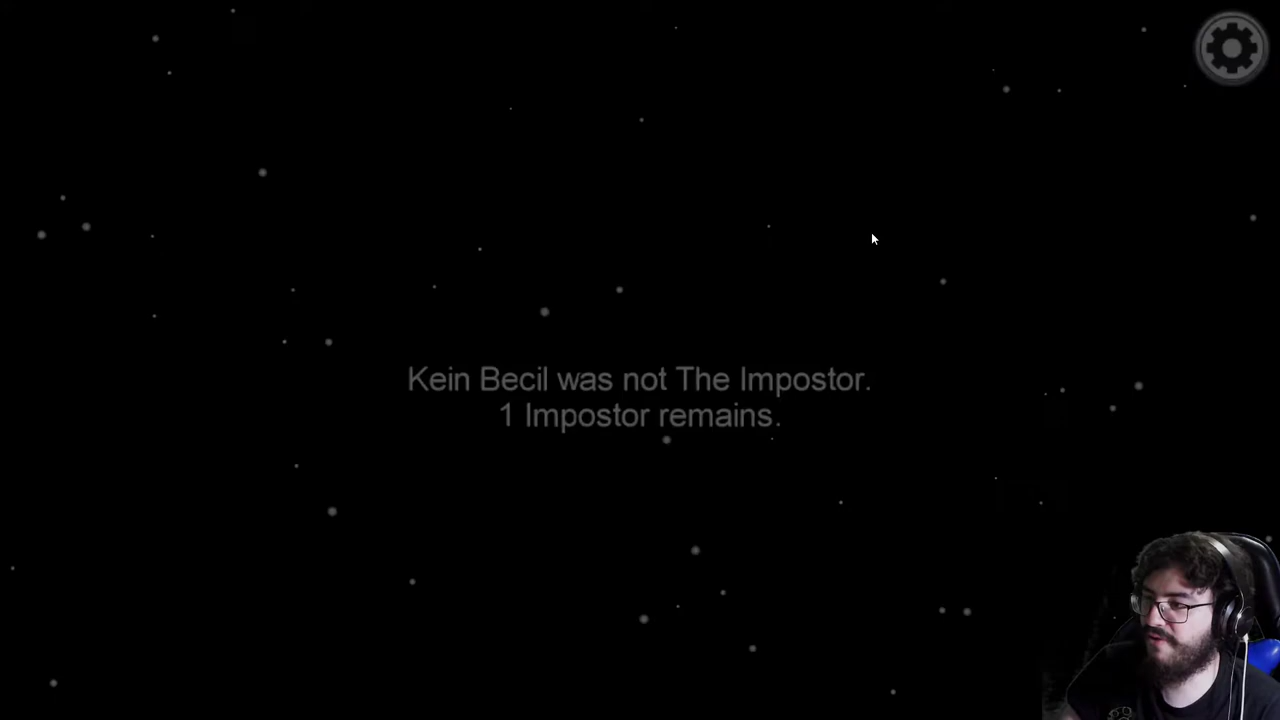 Kein Becil was not The Impostor.
1 Impostor remains.